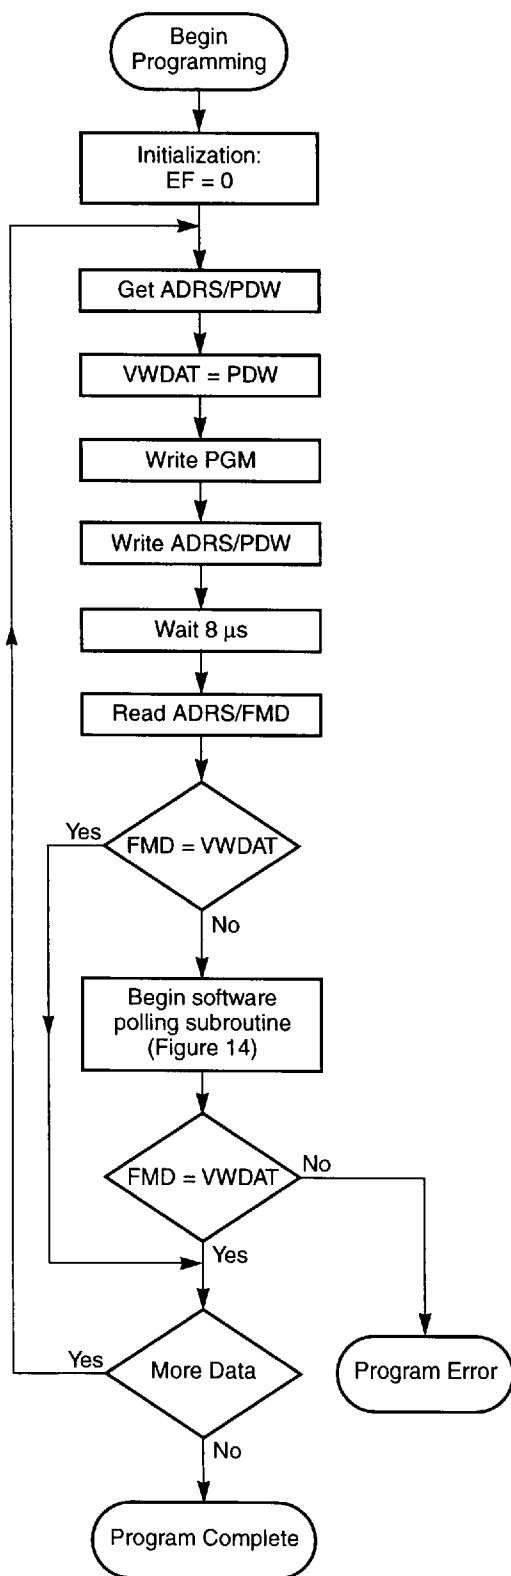 Begin
Programming
Initialization:
EF = 0
Get ADRS/PDW
VWDAT = PDW
Write PGM
Write ADRS/PDW
Wait 8 µs
Read ADRS/FMD
Yes
FMD = VWDAT
No
Begin software
polling subroutine
(Figure 14)
FMD = VWDAT
No
Yes
Yes
More Data
Program Error
No
Program Complete